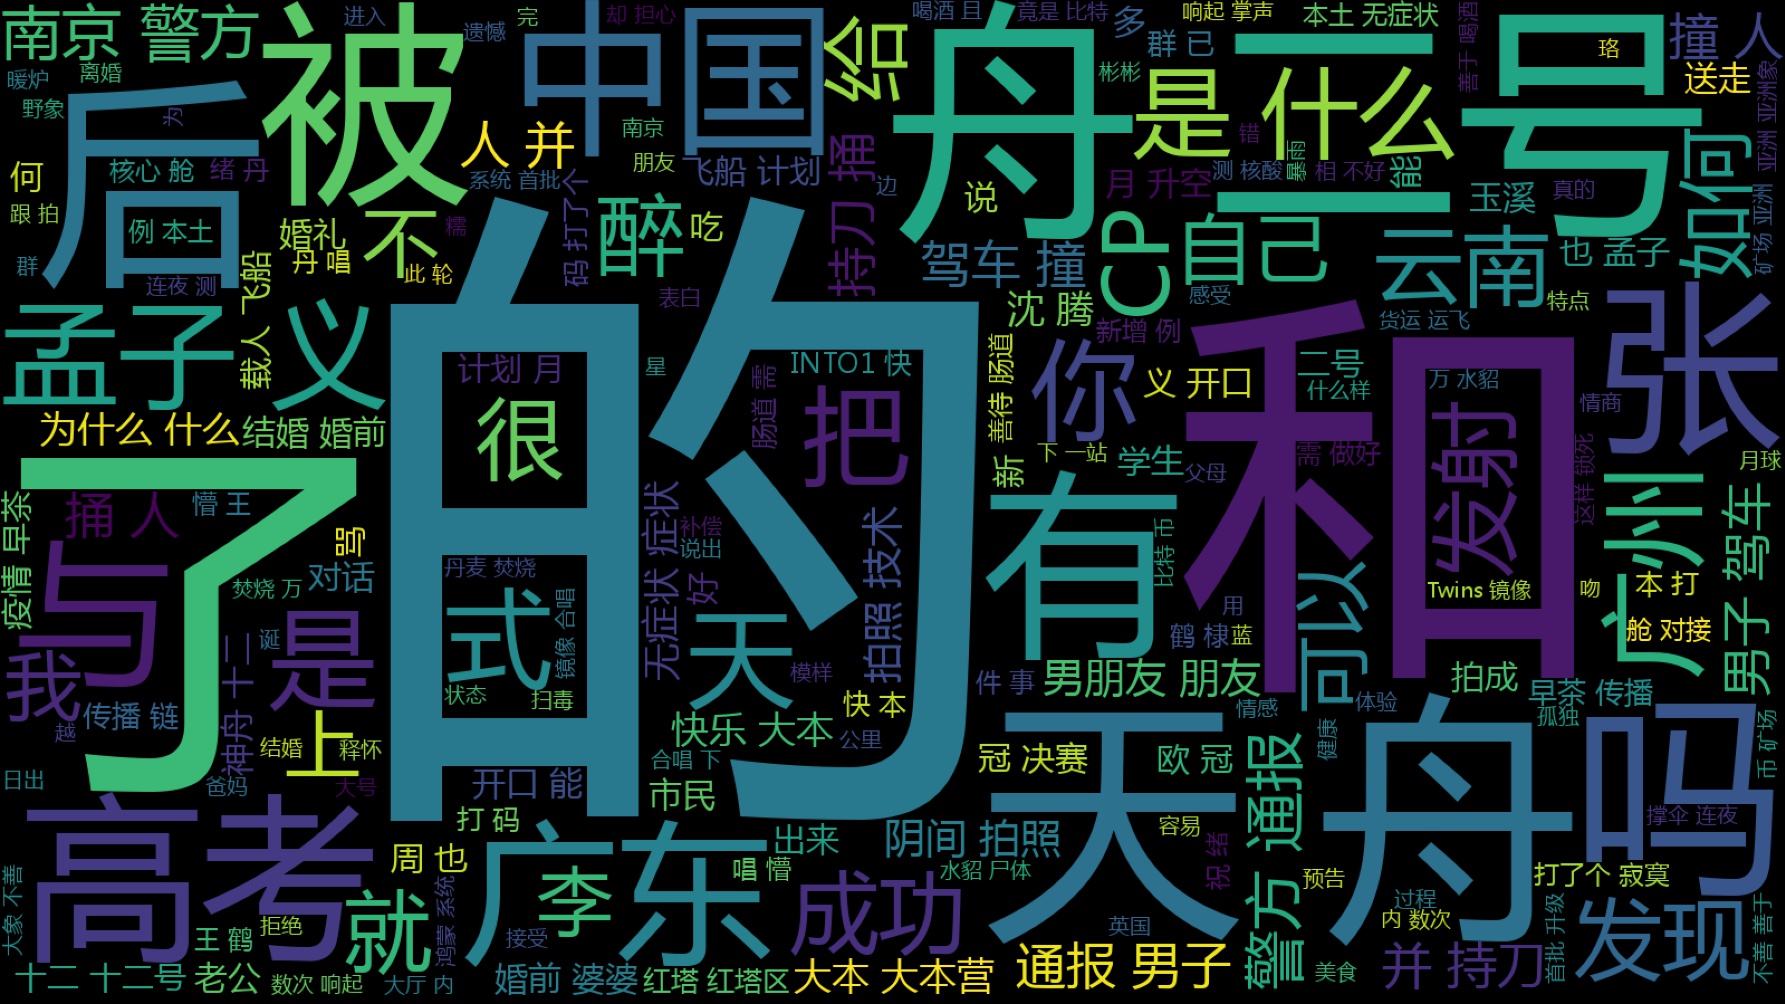 南京 警方
被
进入
遗憾
完
却 担心
中国
给
喝酒 且
竟是 比特
多
响起 掌声
本土 无症状
善于 喝酒
撞 人
暖炉
离婚
后
舟
群 已
彬彬
是 什么
一
号
珞
送走
亚洲 亚洲象
野象
为
人 并
南京
朋友
飞船 计划
捅
持刀
错
暴雨
何
核心 舱
绪 丹
系统 首批
个
边
说
月 升空
测 核酸
相 不好
能
二
玉溪
真的
如何
矿场 亚洲
跟 拍
例 本土
婚礼
不
糯
码 打了
醉
吃
驾车 撞
CP
自己
云南
也 孟子
群
丹 唱
此 轮
连夜 测
载人 飞船
表白
沈 腾
感受
特点
孟子 义
的
新增 例
货运 运飞
张
计划 月
星
INTO1 快
善待 肠道
你
义 开口
二号
什么样
和
万 水貂
情商
为什么 什么
结婚 婚前
很
肠道 需
把
新
下 一站
学生
父母
需 做好
发射
这样 锁死
月球
了
疫情 早茶
捅 人
懵 王
骂
无症状 症状
补偿
说出
拍照 技术
有
比特 币
广州
男子 驾车
与
焚烧 万
对话
丹麦 焚烧
好
Twins 镜像
吻
本 打
我
是
诞
神舟 十二
式
镜像 合唱
天
模样
用
鹤 棣
蓝
可以
舱 对接
传播 链
越
状态
扫毒
快 本
件 事
男朋友 朋友
拍成
早茶 传播
孤独
上
结婚
释怀
快乐 大本
公里
情感
体验
日出
爸妈
大号
开口 能
合唱 下
市民
冠 决赛
欧 冠
天
健康
舟
吗
币 矿场
高考
打 码
广东
出来
阴间 拍照
容易
警方 通报
撑伞 连夜
周 也
李
唱 懵
水貂 尸体
祝 绪
预告
打了个 寂寞
大象 不善
王 鹤
拒绝
就
鸿蒙 系统
接受
成功
英国
过程
内 数次
首批 升级
发现
不善 善于
十二 十二号
老公
数次 响起
大厅 内
婚前 婆婆
红塔 红塔区
大本 大本营
通报 男子
美食
并 持刀